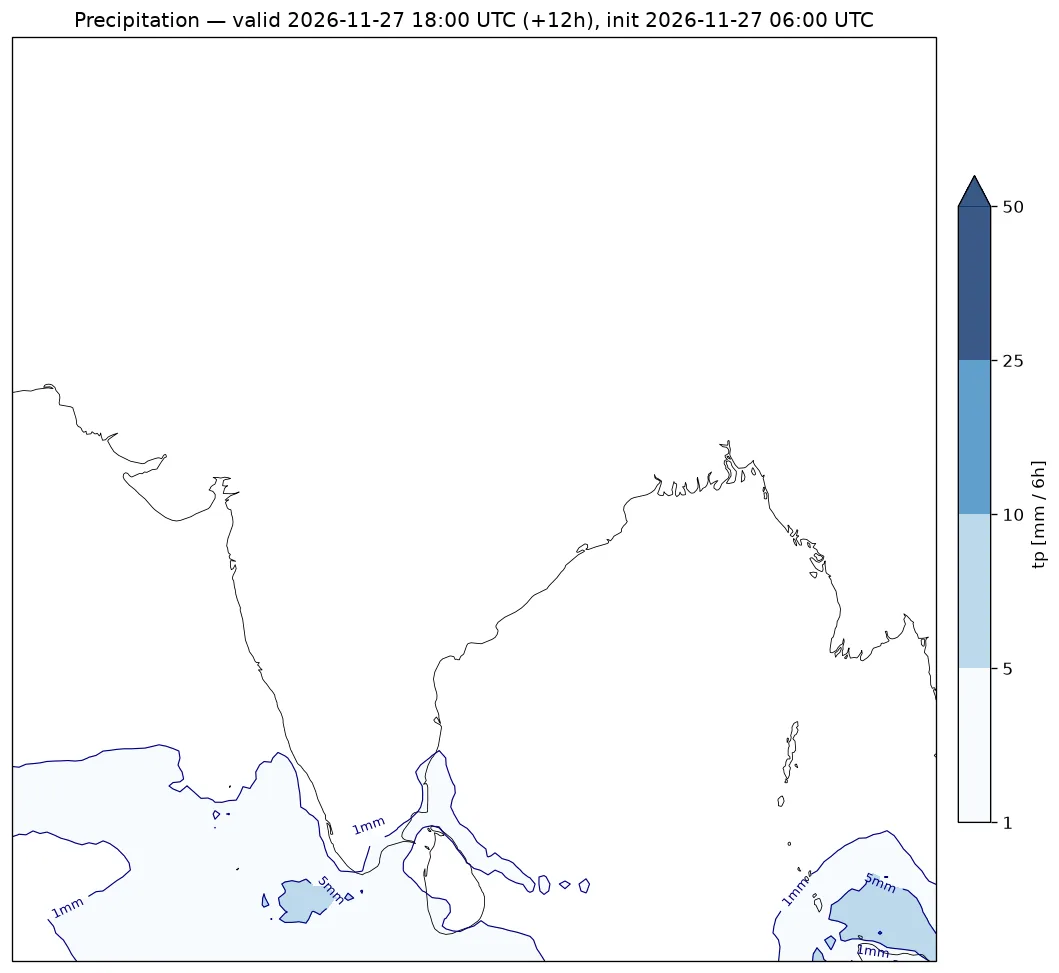 Precipitation — valid 2026-11-27 18:00 UTC (+12h), init 2026-11-27 06:00 UTC
50
25
10
5
1
tp [mm / 6h]
1mm
5mm
1mm
5mm
1mm
1mm